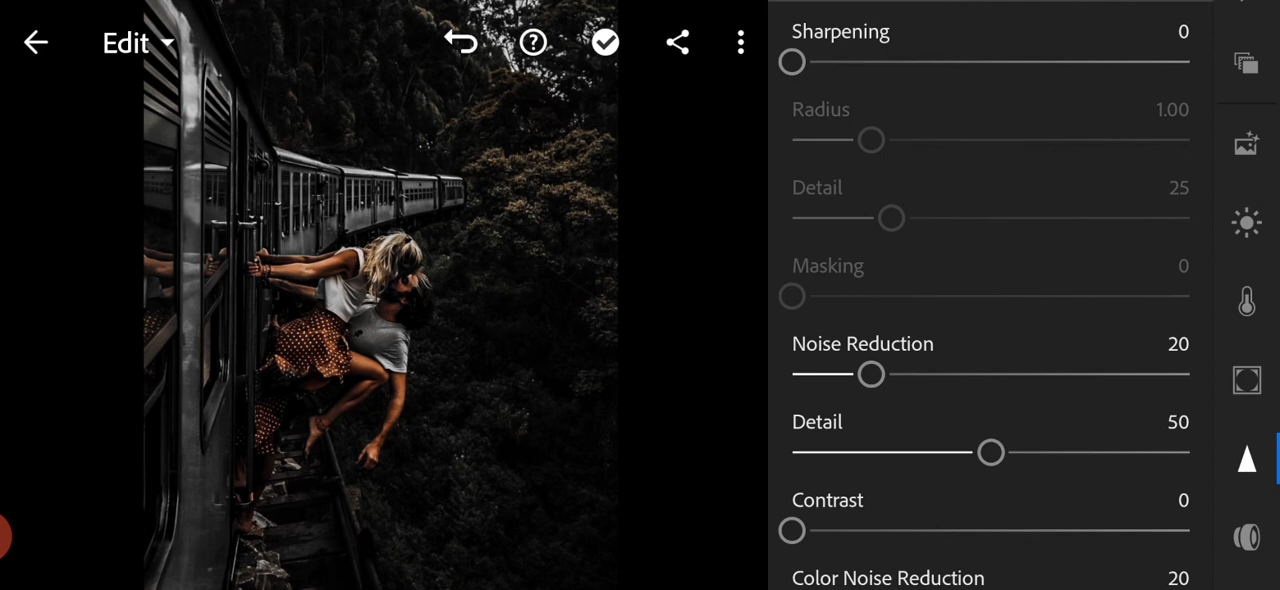 Edit
Sharpening 0
Radius 1.00
Detail 25
Masking 0
Noise Reduction 20
Detail 50
Contrast 0
Color Noise Reduction 20